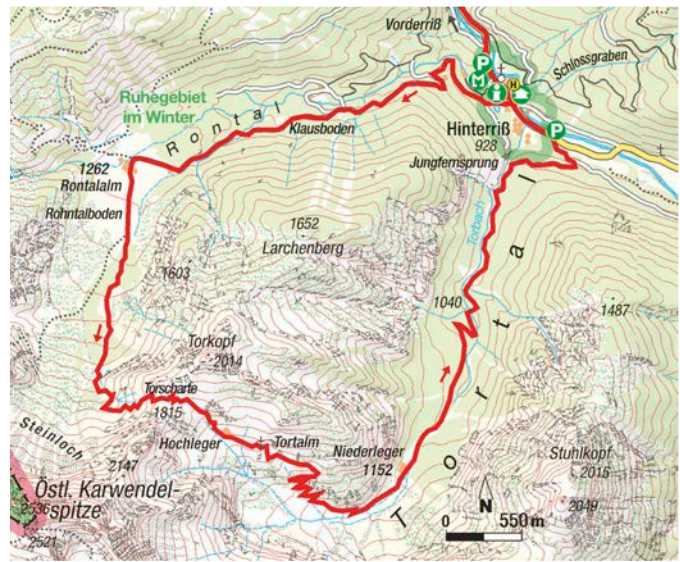 Vorderriß
P
Schlossgraben
M
i
H
Ruhegebiet
im Winter
Rontal
Klausboden
Hinterriß
928
P
Jungfernsprung
1262
Rontalalm
Rohntalboden
Torbach
1652
Larchenberg
1603
1040
1487
Torkopf
2014
Torscharte
1815
Hochleger
Tortalm
Niederleger
1152
Tortal
Steinloch
2147
Stuhlkopf
2015
2049
Östl. Karwendel-
spitze
2536
2521
N
0 550 m